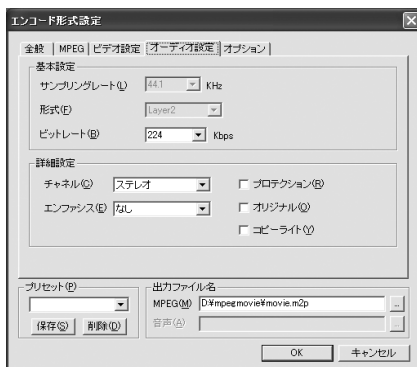 エンコード形式設定
全般 MPEG ビデオ設定 オーディオ設定 オプション
基本設定
サンプリングレート(L) 44.1 KHz
形式(F) Layer2
ビットレート(B) 224 Kbps
詳細設定
チャネル(C) ステレオ プロテクション(R)
エンファシス(E) なし オリジナル(O)
コピーライト(Y)
プリセット(P)
保存(S) 削除(D)
出力ファイル名
MPEG(M) D:¥mpegmovie¥movie.m2p ...
音声(A) ...
OK キャンセル